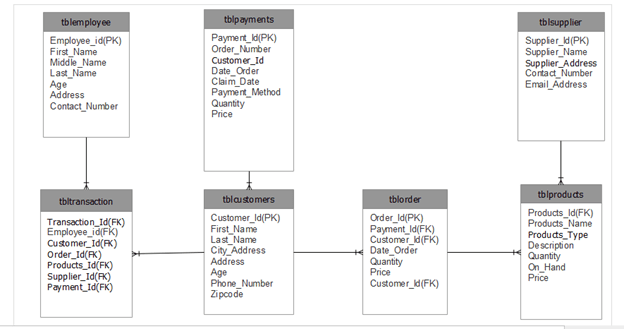 tblemployee
Employee_id(PK)
First_Name
Middle_Name
Last_Name
Age
Address
Contact_Number
tblpayments
Payment_Id(PK)
Order_Number
Customer_Id
Date_Order
Claim_Date
Payment_Method
Quantity
Price
tblsupplier
Supplier_Id(PK)
Supplier_Name
Supplier_Address
Contact_Number
Email_Address
tbltransaction
Transaction_Id(FK)
Employee_id(FK)
Customer_Id(FK)
Order_Id(FK)
Products_Id(FK)
Supplier_Id(FK)
Payment_Id(FK)
tblcustomers
Customer_Id(PK)
First_Name
Last_Name
City_Address
Address
Age
Phone_Number
Zipcode
tblorder
Order_Id(PK)
Payment_Id(FK)
Customer_Id(FK)
Date_Order
Quantity
Price
Customer_Id(FK)
tblproducts
Products_Id(FK)
Products_Name
Products_Type
Description
Quantity
On_Hand
Price